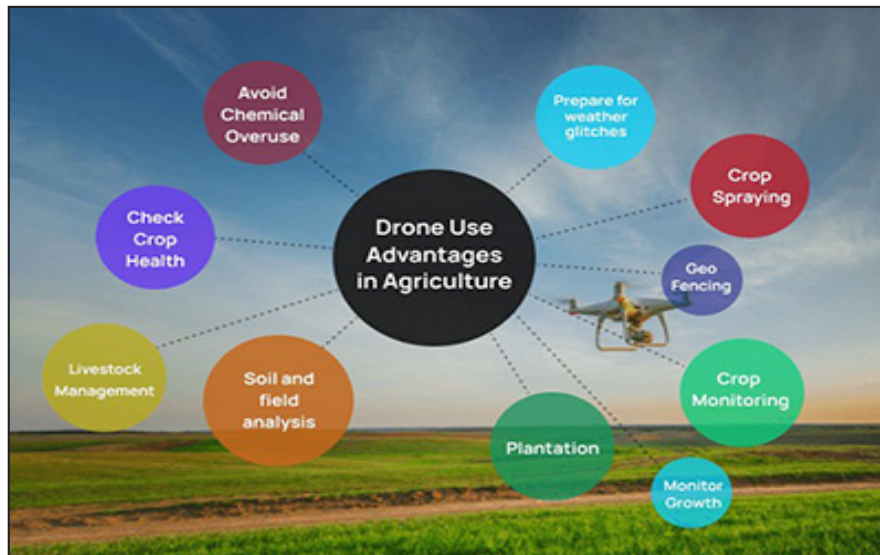 Avoid
Chemical
Overuse
Prepare for
weather
glitches
Crop
Spraying
Check
Crop
Health
Drone Use
Advantages
in Agriculture
Geo
Fencing
Livestock
Management
Soil and
field
analysis
Crop
Monitoring
Plantation
Monitor
Growth